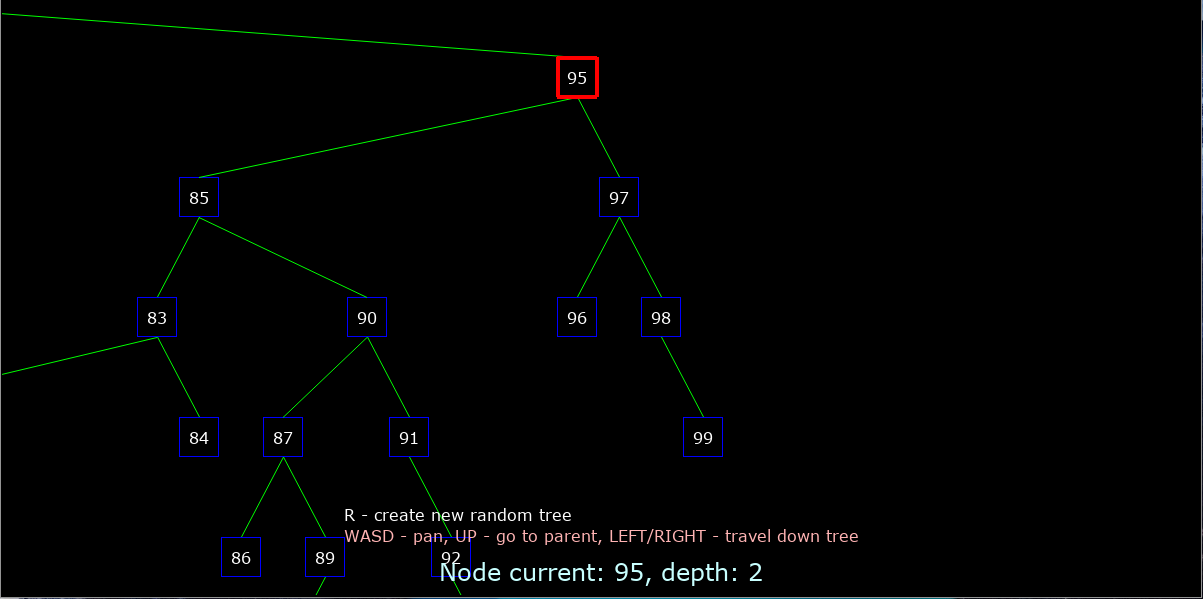 95
85 97
83 90 96 98
84 87 91 99
R - create new random tree
WASD - pan, UP - go to parent, LEFT/RIGHT - travel down tree
86 89 92
Node current: 95, depth: 2